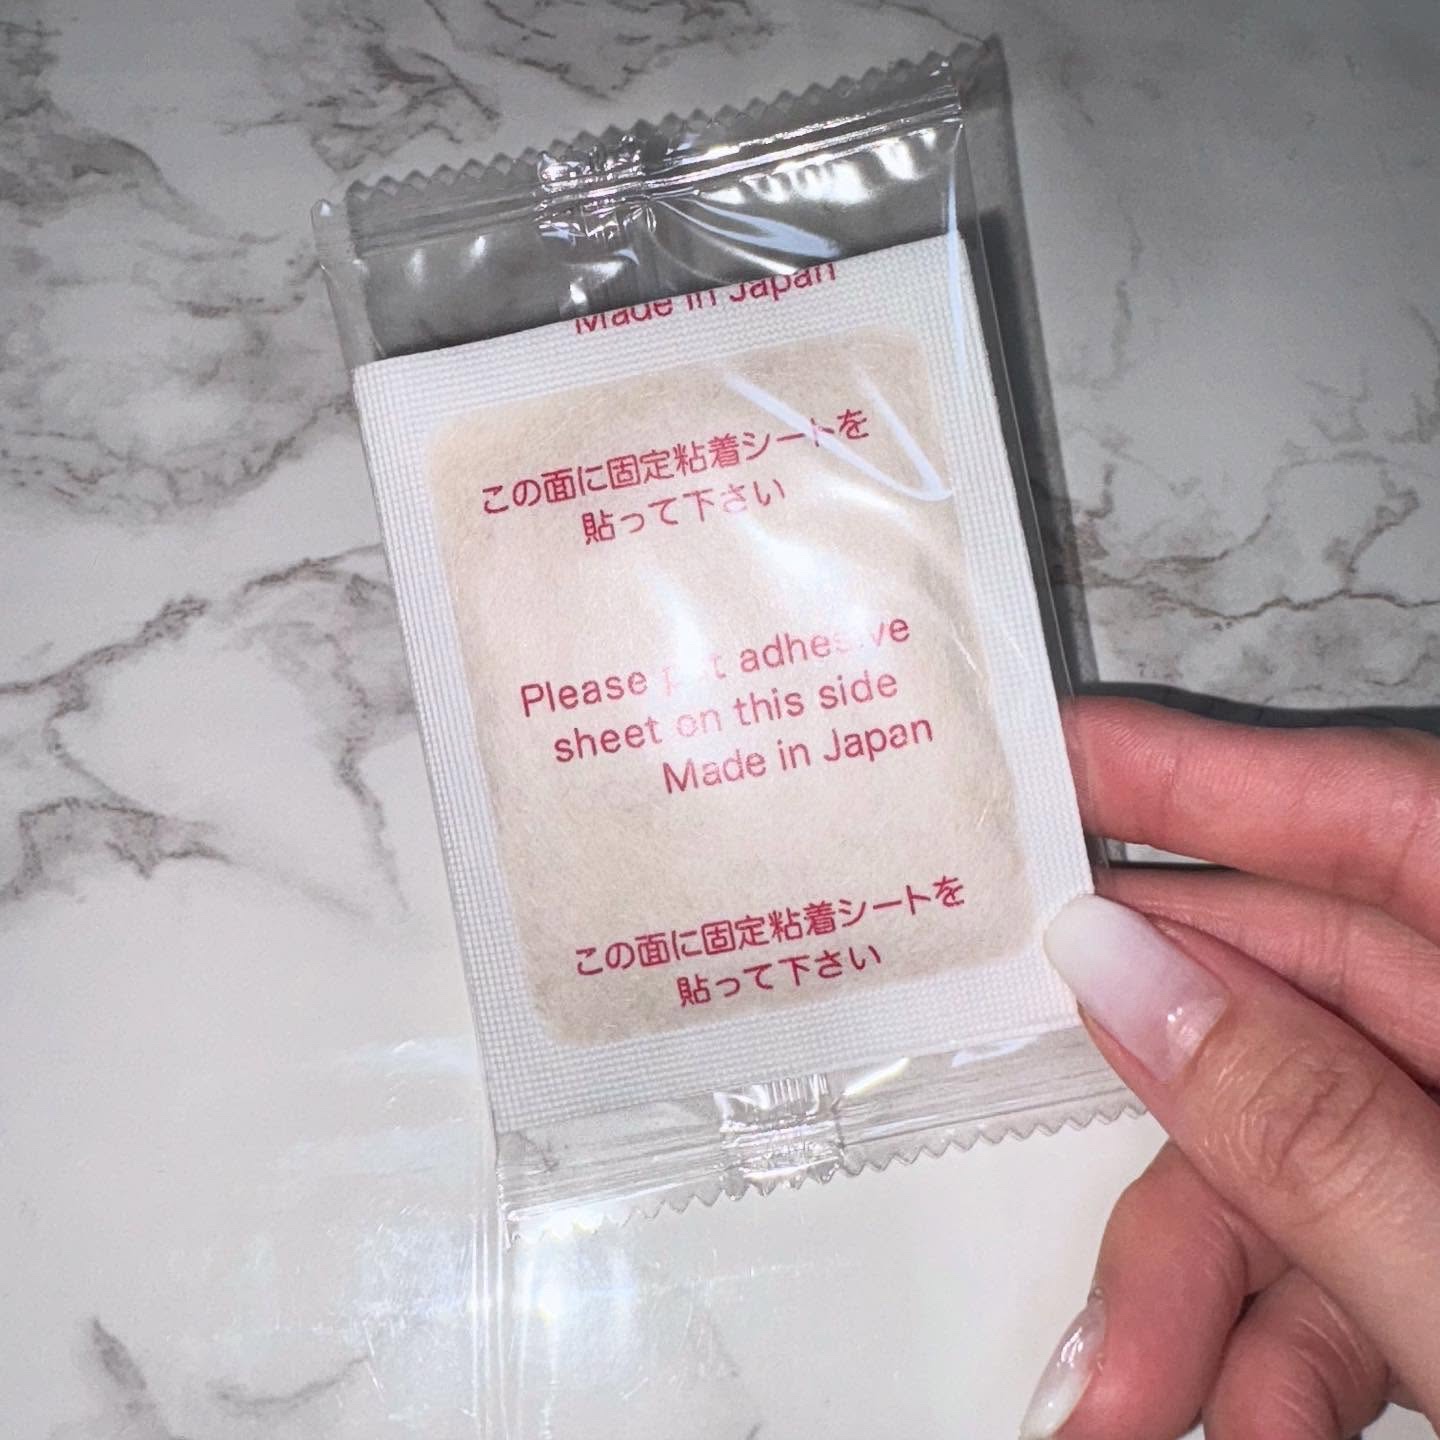 Made in Japan
この面に固定粘着シートを
貼って下さい
Please put adhesive
sheet on this side
Made in Japan
この面に固定粘着シートを
貼って下さい